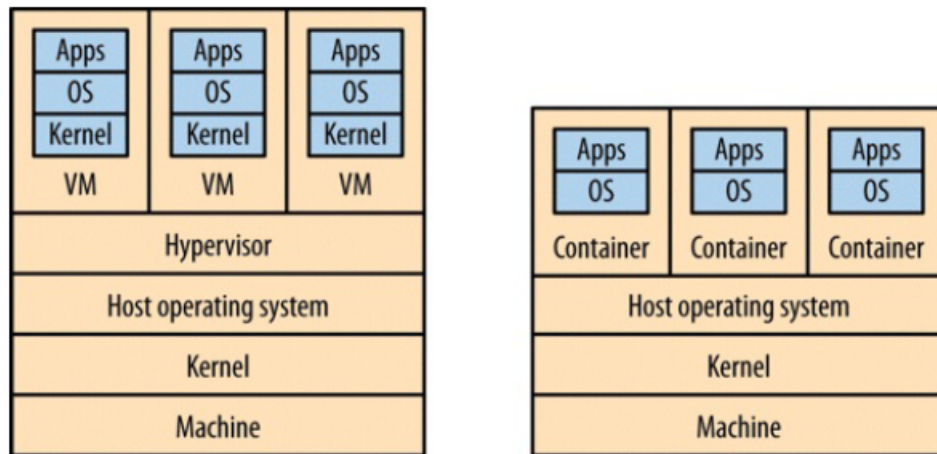 Apps Apps Apps
OS OS OS
Kernel Kernel Kernel
VM VM VM
Hypervisor
Host operating system
Kernel
Machine
Apps Apps Apps
OS OS OS
Container Container Container
Host operating system
Kernel
Machine